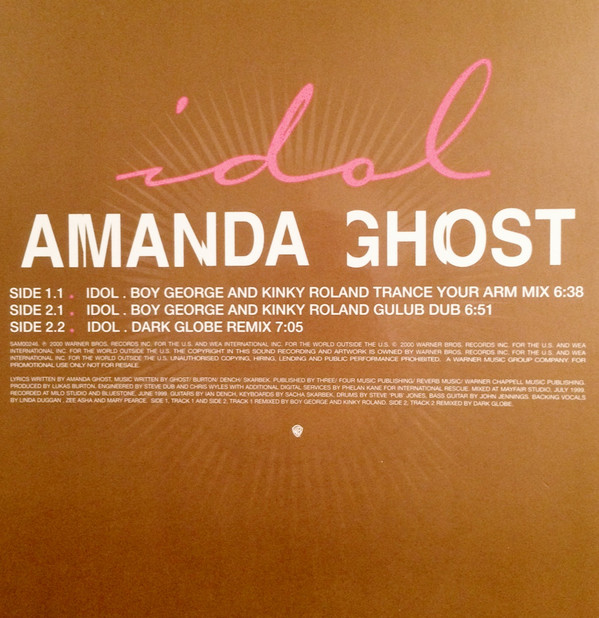 idol
AMANDA GHOST
SIDE 1.1 . IDOL . BOY GEORGE AND KINKY ROLAND TRANCE YOUR ARM MIX 6:38
SIDE 2.1 . IDOL . BOY GEORGE AND KINKY ROLAND GULUB DUB 6:51
SIDE 2.2 . IDOL . DARK GLOBE REMIX 7:05
SAM00246. ℗ 2000 WARNER BROS. RECORDS INC. FOR THE U.S. AND WEA INTERNATIONAL INC. FOR THE WORLD OUTSIDE THE U.S. © 2000 WARNER BROS. RECORDS INC. FOR THE U.S. AND WEA
INTERNATIONAL INC. FOR THE WORLD OUTSIDE THE U.S. THE COPYRIGHT IN THIS SOUND RECORDING AND ARTWORK IS OWNED BY WARNER BROS. RECORDS INC. FOR THE U.S. AND WEA
INTERNATIONAL INC. FOR THE WORLD OUTSIDE THE U.S. UNAUTHORISED COPYING, HIRING, LENDING AND PUBLIC PERFORMANCE PROHIBITED. A WARNER MUSIC GROUP COMPANY. FOR
PROMOTIONAL USE ONLY NOT FOR RESALE.
LYRICS WRITTEN BY AMANDA GHOST. MUSIC WRITTEN BY GHOST/ BURTON/ DENCH/ SKARBEK. PUBLISHED BY THREE/ FOUR MUSIC PUBLISHING/ REVERB MUSIC/ WARNER CHAPPELL MUSIC PUBLISHING.
PRODUCED BY LUKAS BURTON. ENGINEERED BY STEVE DUB AND CHRIS WYLES WITH ADDITIONAL DIGITAL SERVICES BY PHELAN KANE FOR INTERNATIONAL RESCUE. MIXED AT MAYFAIR STUDIO, JULY 1999.
RECORDED AT MILO STUDIO AND BLUESTONE, JUNE 1999. GUITARS BY IAN DENCH, KEYBOARDS BY SACHA SKARBEK, DRUMS BY STEVE 'PUB' JONES, BASS GUITAR BY JOHN JENNINGS. BACKING VOCALS
BY LINDA DUGGAN, ZEE ASHA AND MARY PEARCE. SIDE 1, TRACK 1 AND SIDE 2, TRACK 1 REMIXED BY BOY GEORGE AND KINKY ROLAND. SIDE 2, TRACK 2 REMIXED BY DARK GLOBE.